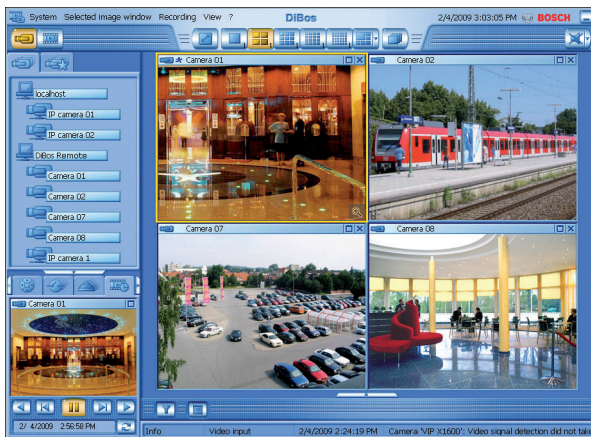 System Selected image window Recording View ?
DiBos
2/4/2009 3:03:05 PM
BOSCH
localhost
IP camera 01
IP camera 02
DiBos Remote
Camera 01
Camera 02
Camera 07
Camera 08
IP camera 1
Camera 01
Camera 02
Camera 07
Camera 08
Camera 01
2/ 4/2009 2:56:58 PM
Info Video input 2/4/2009 2:24:19 PM Camera 'VIP X1600': Video signal detection did not take